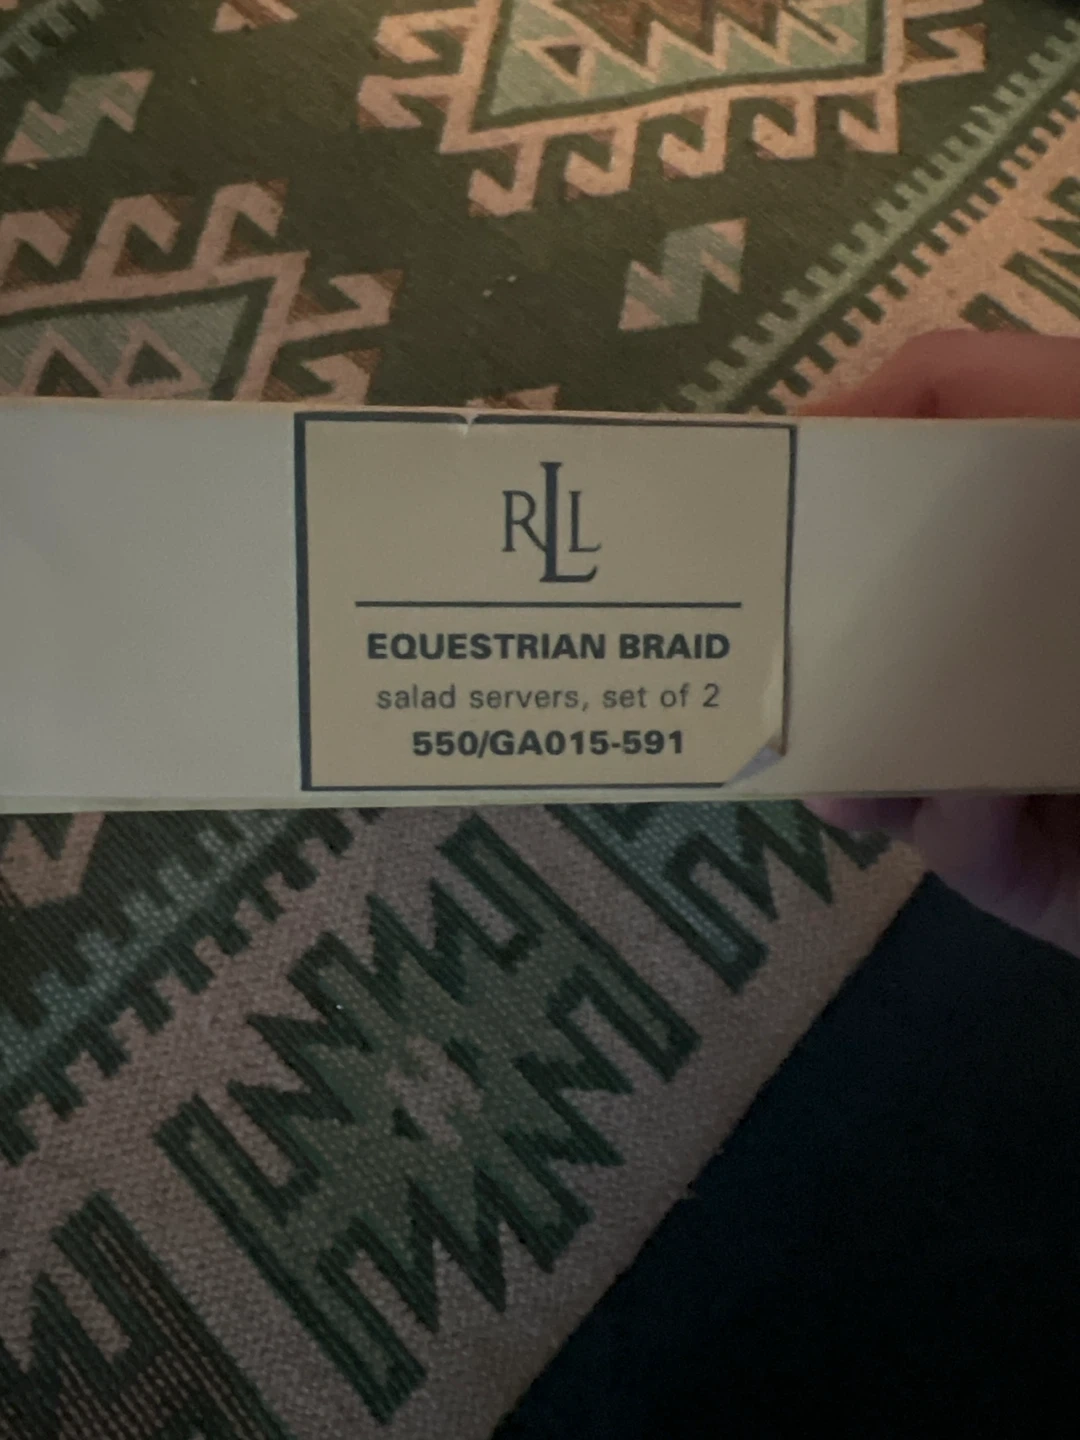 RLL
EQUESTRIAN BRAID
salad servers, set of 2
550/GA015-591